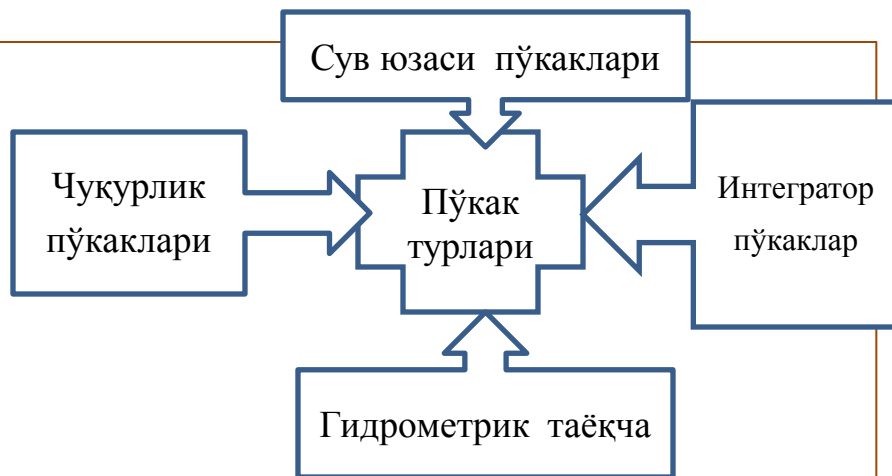 Сув юзаси пўкаклари
Чуқурлик
пўкаклари
Пўкак
турлари
Интегратор
пўкаклар
Гидрометрик таёқча